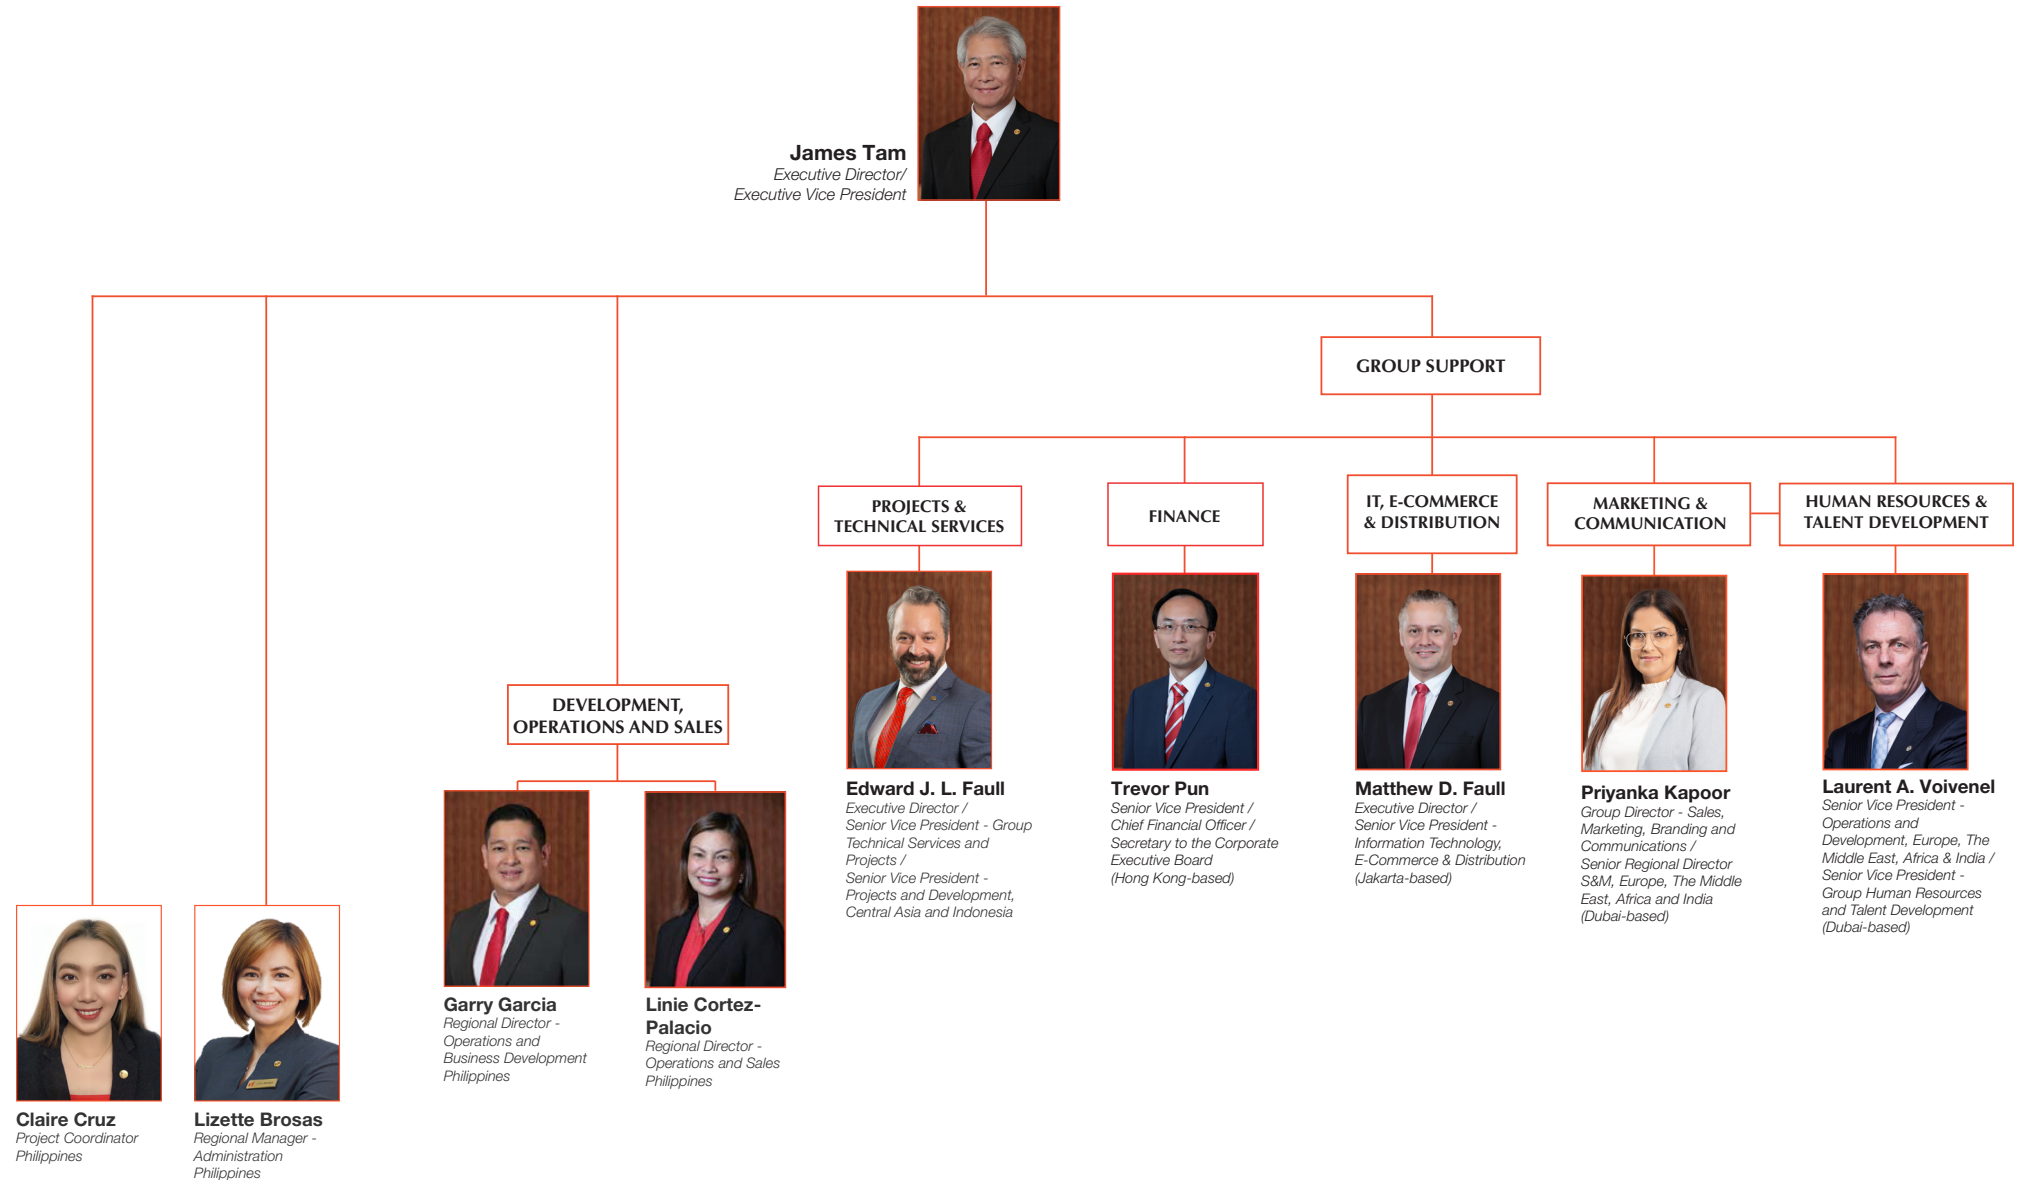 James Tam
Executive Director/
Executive Vice President
GROUP SUPPORT
PROJECTS &
TECHNICAL SERVICES
FINANCE
IT, E-COMMERCE
& DISTRIBUTION
MARKETING &
COMMUNICATION
HUMAN RESOURCES &
TALENT DEVELOPMENT
Edward J. L. Faull
Executive Director /
Senior Vice President - Group
Technical Services and
Projects /
Senior Vice President -
Projects and Development,
Central Asia and Indonesia
Trevor Pun
Senior Vice President /
Chief Financial Officer /
Secretary to the Corporate
Executive Board
(Hong Kong-based)
Matthew D. Faull
Executive Director /
Senior Vice President -
Information Technology,
E-Commerce & Distribution
(Jakarta-based)
Priyanka Kapoor
Group Director - Sales,
Marketing, Branding and
Communications /
Senior Regional Director
S&M, Europe, The Middle
East, Africa and India
(Dubai-based)
Laurent A. Voivenel
Senior Vice President -
Operations and
Development, Europe, The
Middle East, Africa & India /
Senior Vice President -
Group Human Resources
and Talent Development
(Dubai-based)
DEVELOPMENT,
OPERATIONS AND SALES
Garry Garcia
Regional Director -
Operations and
Business Development
Philippines
Linie Cortez-
Palacio
Regional Director -
Operations and Sales
Philippines
Claire Cruz
Project Coordinator
Philippines
Lizette Brosas
Regional Manager -
Administration
Philippines